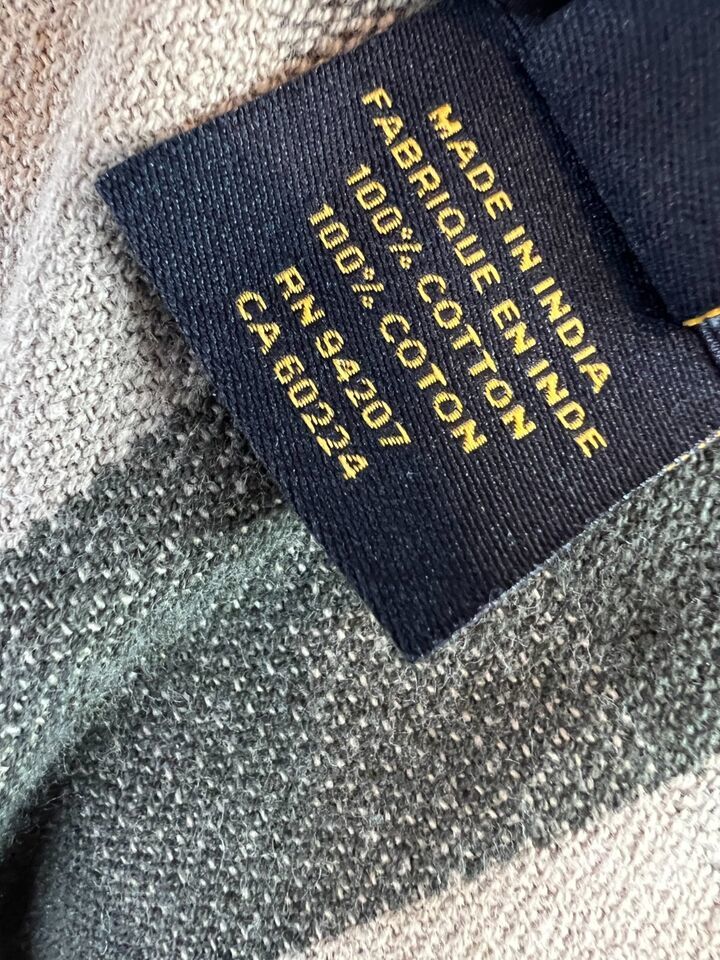 MADE IN INDIA
FABRIQUE EN INDE
100% COTTON
100% COTON
RN 94207
CA 60224